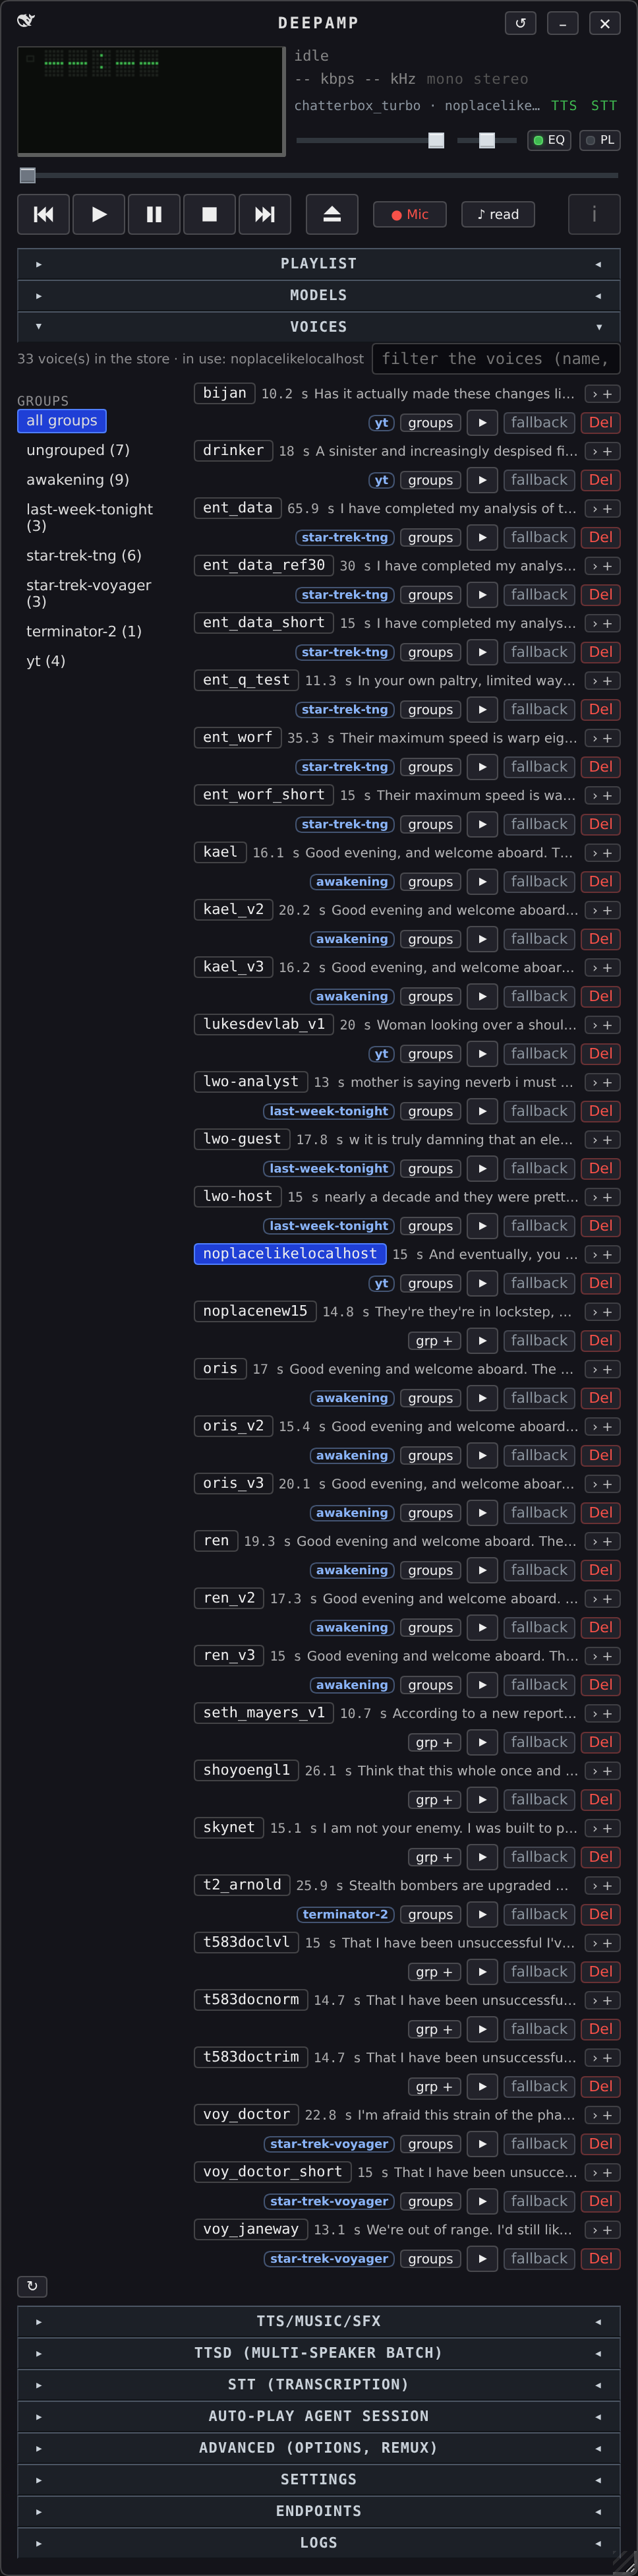 DEEPAMP
↺ – ×
idle
-- kbps -- kHz mono stereo
chatterbox_turbo · noplacelike… TTS STT
EQ PL
● Mic ♪ read i
▸ PLAYLIST ◂
▸ MODELS ◂
▾ VOICES ▾
33 voice(s) in the store · in use: noplacelikelocalhost filter the voices (name,
GROUPS
all groups
ungrouped (7)
awakening (9)
last-week-tonight
(3)
star-trek-tng (6)
star-trek-voyager
(3)
terminator-2 (1)
yt (4)
bijan 10.2 s Has it actually made these changes li… › +
yt groups ▶ fallback Del
drinker 18 s A sinister and increasingly despised fi… › +
yt groups ▶ fallback Del
ent_data 65.9 s I have completed my analysis of t… › +
star-trek-tng groups ▶ fallback Del
ent_data_ref30 30 s I have completed my analys… › +
star-trek-tng groups ▶ fallback Del
ent_data_short 15 s I have completed my analys… › +
star-trek-tng groups ▶ fallback Del
ent_q_test 11.3 s In your own paltry, limited way… › +
star-trek-tng groups ▶ fallback Del
ent_worf 35.3 s Their maximum speed is warp eig… › +
star-trek-tng groups ▶ fallback Del
ent_worf_short 15 s Their maximum speed is wa… › +
star-trek-tng groups ▶ fallback Del
kael 16.1 s Good evening, and welcome aboard. T… › +
awakening groups ▶ fallback Del
kael_v2 20.2 s Good evening and welcome aboard… › +
awakening groups ▶ fallback Del
kael_v3 16.2 s Good evening, and welcome aboar… › +
awakening groups ▶ fallback Del
lukesdevlab_v1 20 s Woman looking over a shoul… › +
yt groups ▶ fallback Del
lwo-analyst 13 s mother is saying neverb i must … › +
last-week-tonight groups ▶ fallback Del
lwo-guest 17.8 s w it is truly damning that an ele… › +
last-week-tonight groups ▶ fallback Del
lwo-host 15 s nearly a decade and they were prett… › +
last-week-tonight groups ▶ fallback Del
noplacelikelocalhost 15 s And eventually, you … › +
yt groups ▶ fallback Del
noplacenew15 14.8 s They're they're in lockstep, … › +
grp + ▶ fallback Del
oris 17 s Good evening and welcome aboard. The … › +
awakening groups ▶ fallback Del
oris_v2 15.4 s Good evening and welcome aboard… › +
awakening groups ▶ fallback Del
oris_v3 20.1 s Good evening, and welcome aboar… › +
awakening groups ▶ fallback Del
ren 19.3 s Good evening and welcome aboard. The… › +
awakening groups ▶ fallback Del
ren_v2 17.3 s Good evening and welcome aboard. … › +
awakening groups ▶ fallback Del
ren_v3 15 s Good evening and welcome aboard. Th… › +
awakening groups ▶ fallback Del
seth_mayers_v1 10.7 s According to a new report… › +
grp + ▶ fallback Del
shoyoengl1 26.1 s Think that this whole once and … › +
grp + ▶ fallback Del
skynet 15.1 s I am not your enemy. I was built to p… › +
grp + ▶ fallback Del
t2_arnold 25.9 s Stealth bombers are upgraded … › +
terminator-2 groups ▶ fallback Del
t583doclvl 15 s That I have been unsuccessful I'v… › +
grp + ▶ fallback Del
t583docnorm 14.7 s That I have been unsuccessfu… › +
grp + ▶ fallback Del
t583doctrim 14.7 s That I have been unsuccessfu… › +
grp + ▶ fallback Del
voy_doctor 22.8 s I'm afraid this strain of the pha… › +
star-trek-voyager groups ▶ fallback Del
voy_doctor_short 15 s That I have been unsucce… › +
star-trek-voyager groups ▶ fallback Del
voy_janeway 13.1 s We're out of range. I'd still lik… › +
star-trek-voyager groups ▶ fallback Del
↻
▸ TTS/MUSIC/SFX ◂
▸ TTSD (MULTI-SPEAKER BATCH) ◂
▸ STT (TRANSCRIPTION) ◂
▸ AUTO-PLAY AGENT SESSION ◂
▸ ADVANCED (OPTIONS, REMUX) ◂
▸ SETTINGS ◂
▸ ENDPOINTS ◂
▸ LOGS ◂